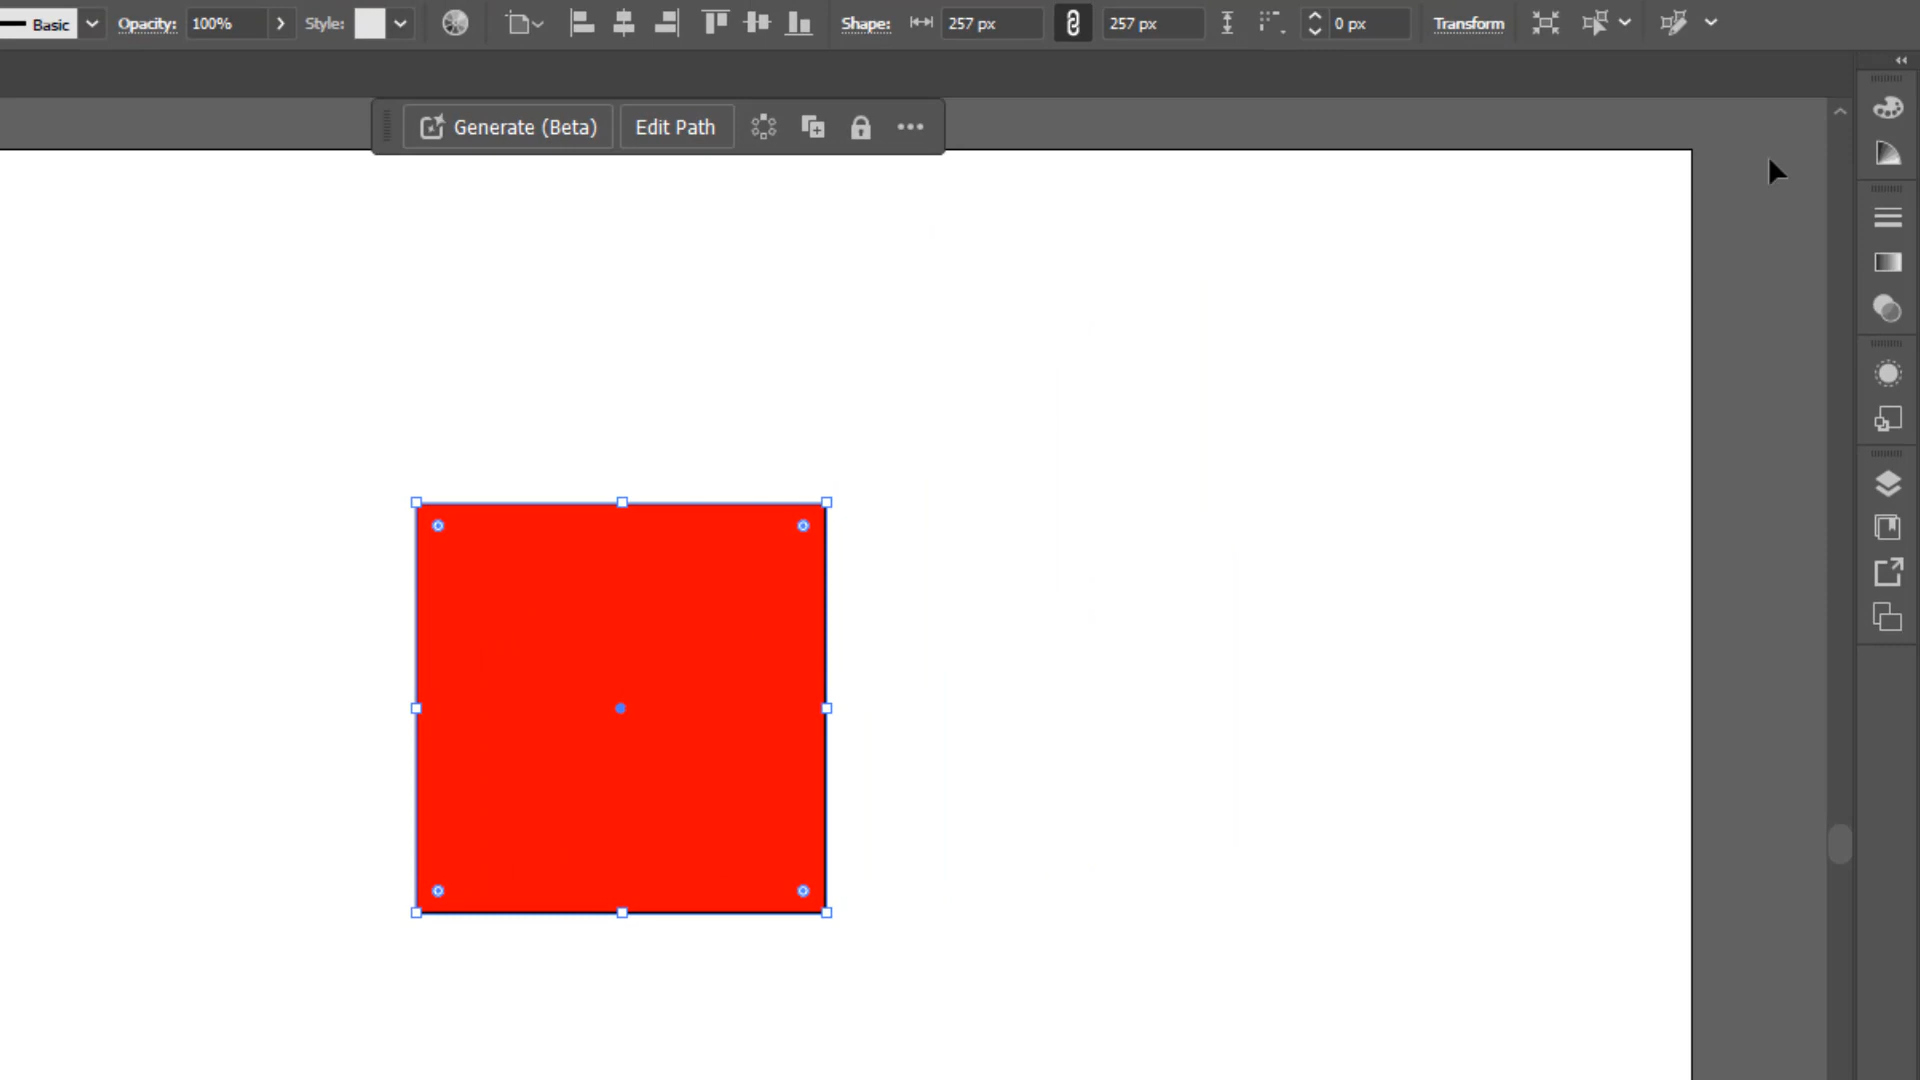 Basic Opacity: 100% Style: Shape: 257 px 257 px 0 px Transform
Generate (Beta) Edit Path